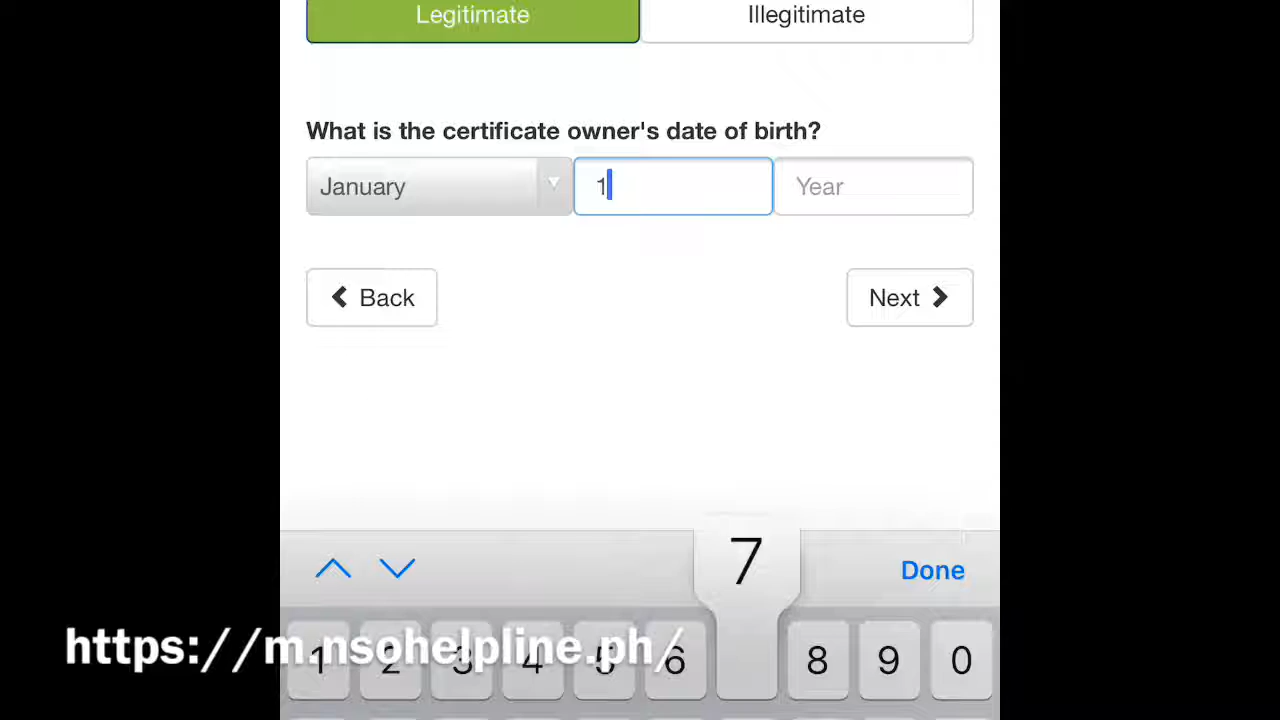 Legitimate Illegitimate
What is the certificate owner's date of birth?
January 1 Year
Back Next
7
Done
https://m.nsohelpline.ph/
1 2 3 4 5 6 8 9 0